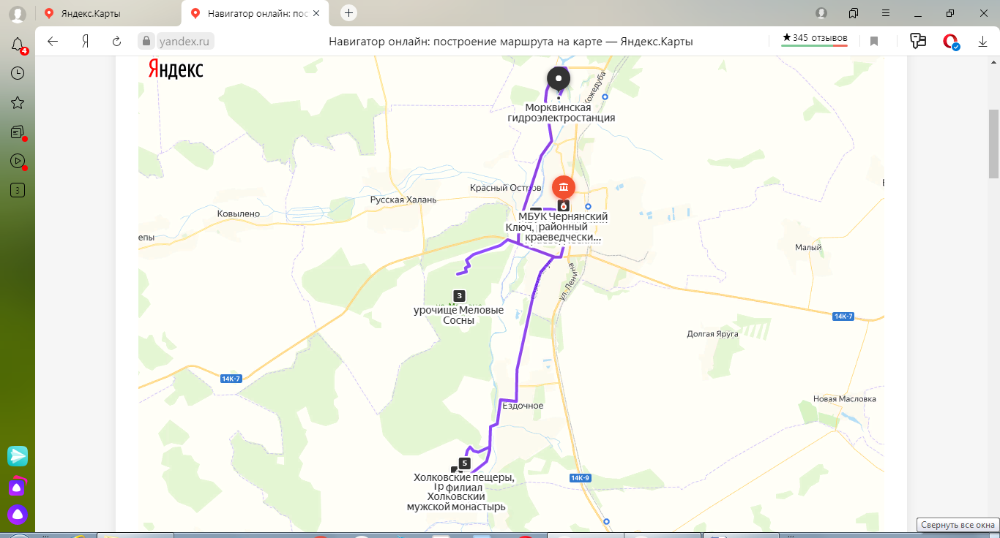 Яндекс.Карты
Навигатор онлайн: пос
4
yandex.ru
Навигатор онлайн: построение маршрута на карте — Яндекс.Карты
345 отзывов
3
Яндекс
Кожедуба
Морквинская
гидроэлектростанция
Красный Остров
Русская Халань
Ковылено
епы
МБУК Чернянский
Ключ, районный
краеведчески...
Малый
ул. Лени
3
урочище Меловые
Сосны
14К-7
Долгая Яруга
14К-7
Новая Масловка
Ездочное
5
14К-9
Холковские пещеры,
Тр филиал
Холковский
мужской монастырь
Свернуть все окна